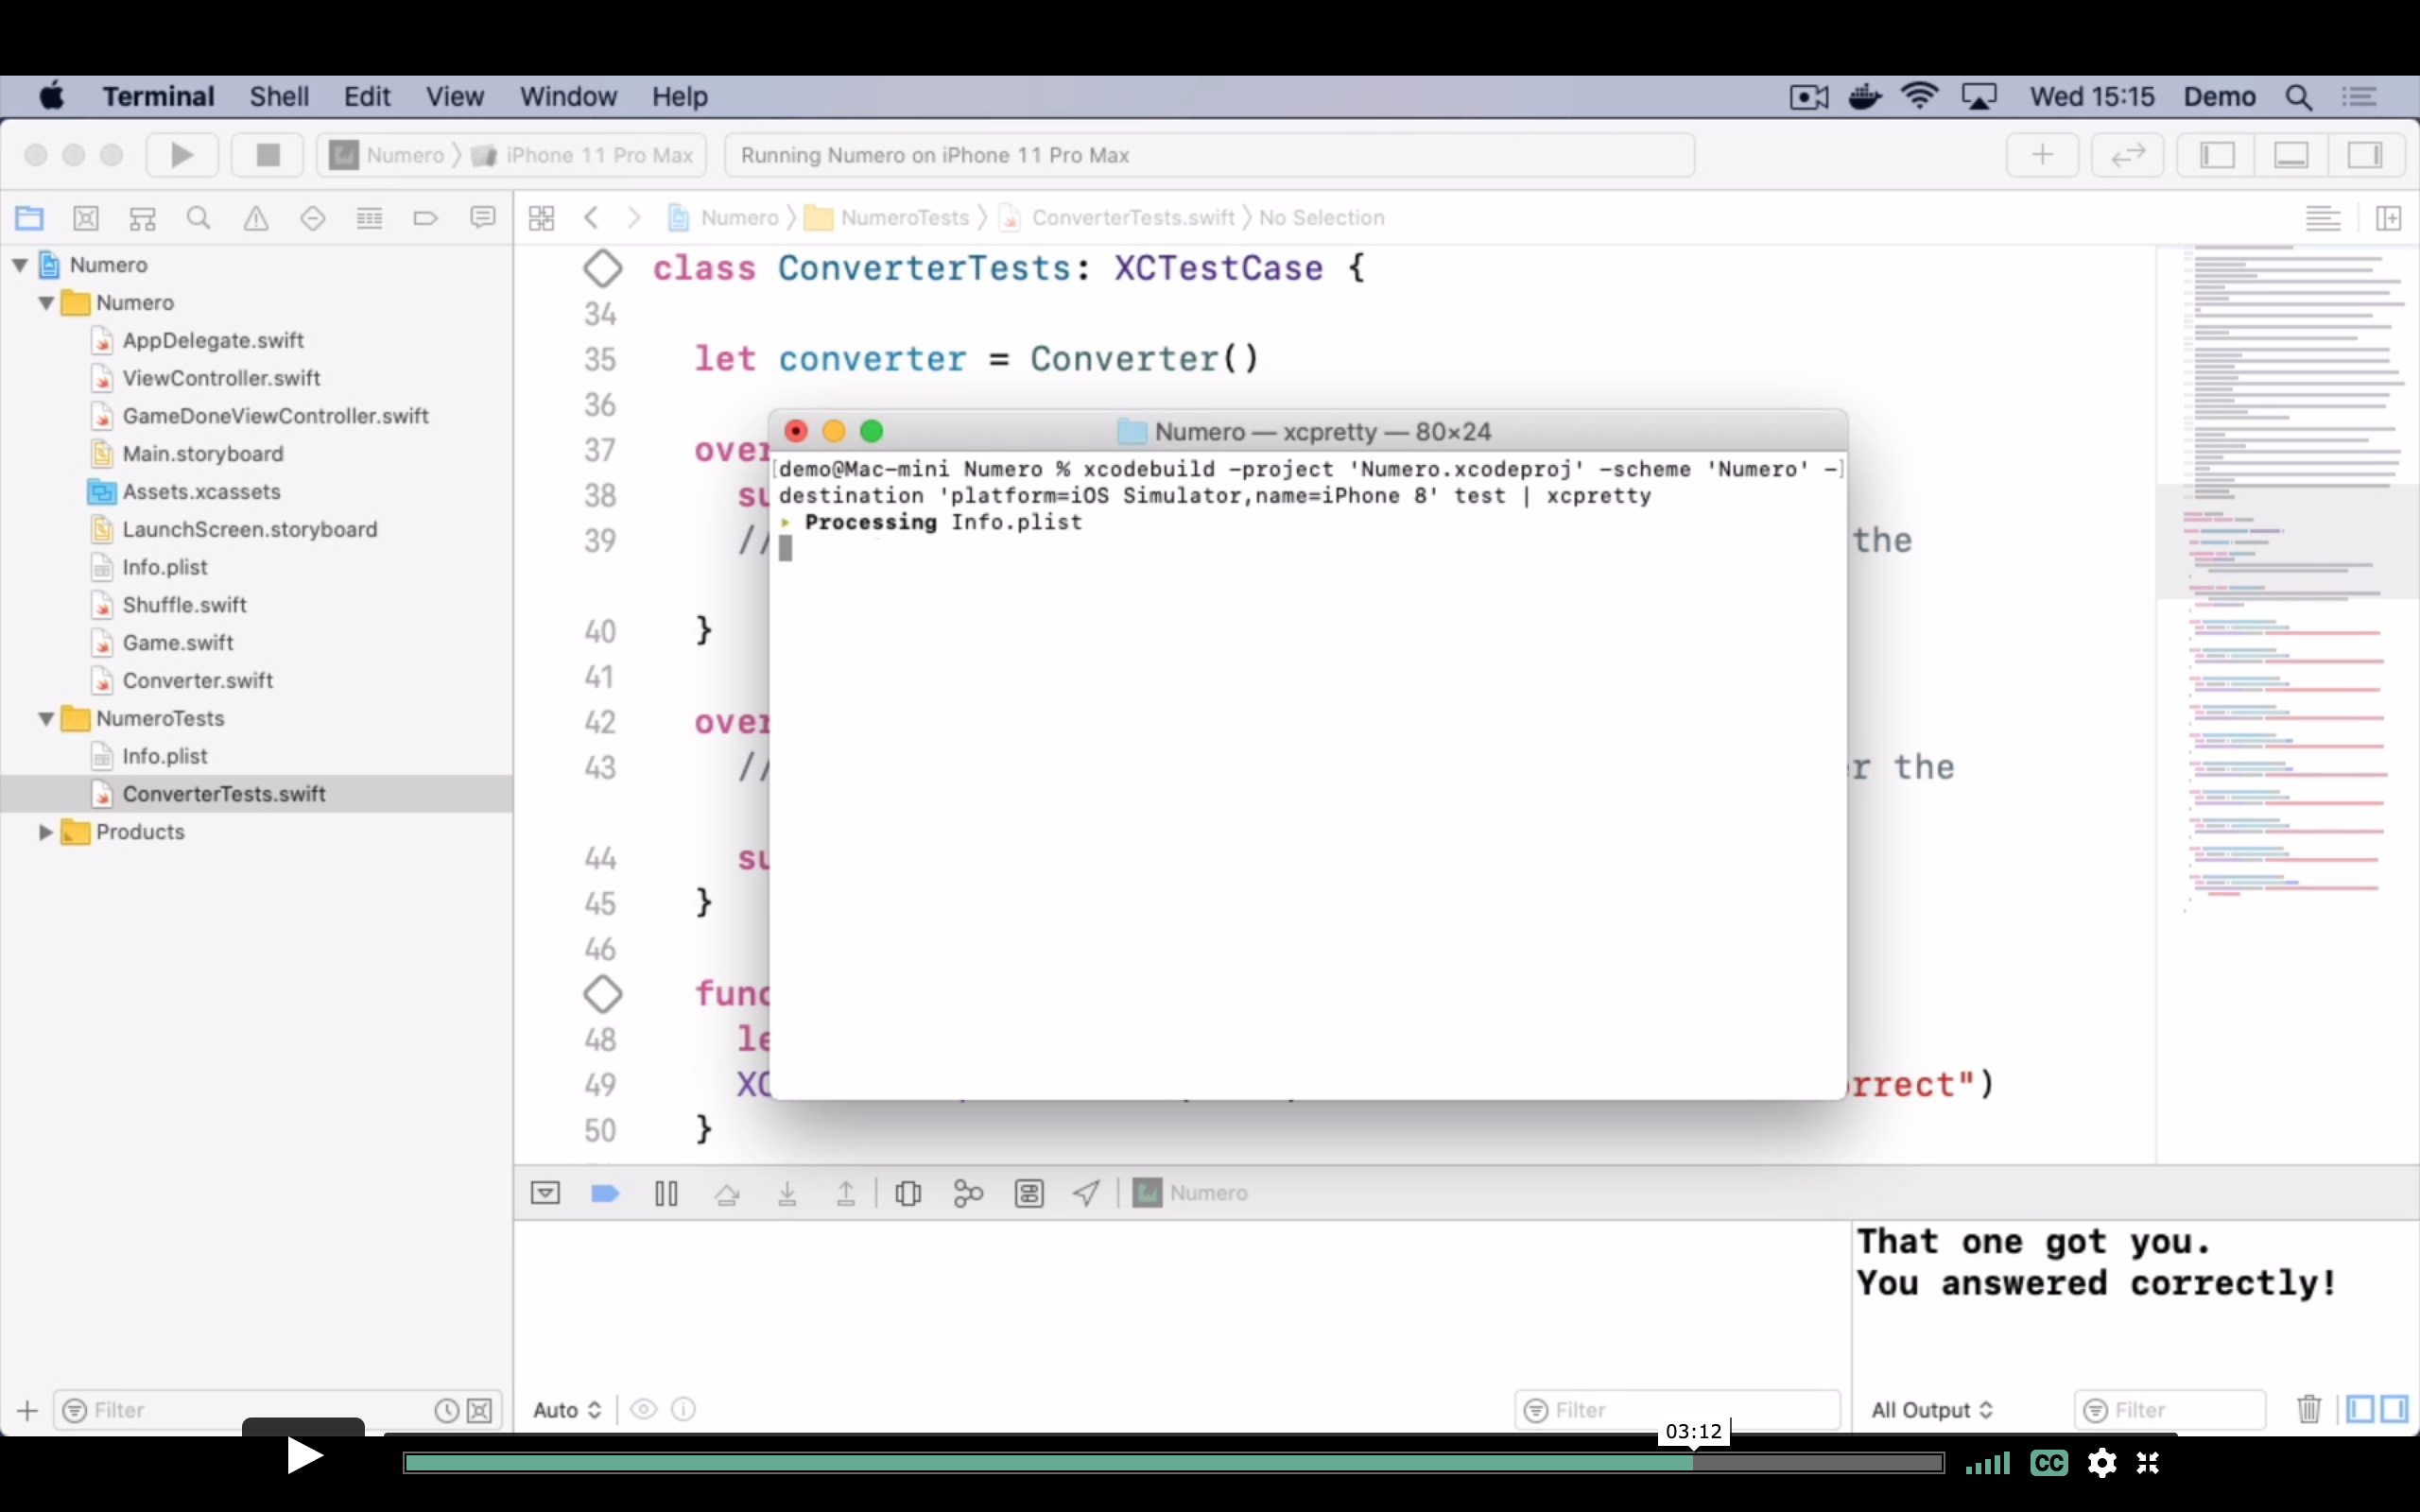 Terminal Shell Edit View Window Help Wed 15:15 Demo
Numero iPhone 11 Pro Max Running Numero on iPhone 11 Pro Max
Numero NumeroTests ConverterTests.swift No Selection
Numero
Numero
AppDelegate.swift
ViewController.swift
GameDoneViewController.swift
Main.storyboard
Assets.xcassets
LaunchScreen.storyboard
Info.plist
Shuffle.swift
Game.swift
Converter.swift
NumeroTests
Info.plist
ConverterTests.swift
Products
Filter
class ConverterTests: XCTestCase {
34
35 let converter = Converter()
36
37 over
38 su
39 // the
40 }
41
42 over
43 // r the
44 su
45 }
46
func
48 le
49 XC rrect")
50 }
Numero — xcpretty — 80×24
demo@Mac-mini Numero % xcodebuild -project 'Numero.xcodeproj' -scheme 'Numero' -
destination 'platform=iOS Simulator,name=iPhone 8' test | xcpretty
Processing Info.plist
Numero
That one got you.
You answered correctly!
Auto Filter All Output Filter
03:12
CC